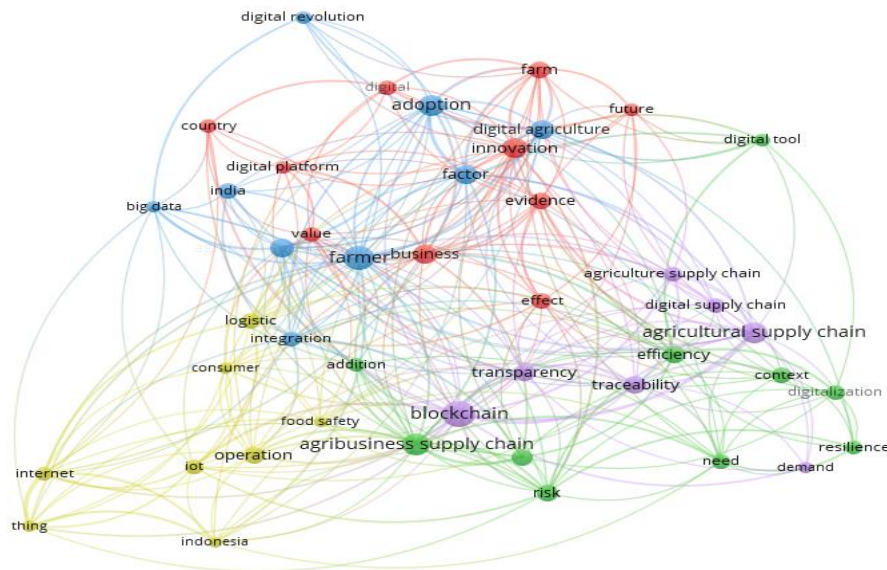 digital revolution
farm
digital
adoption
future
country
digital agriculture
digital tool
innovation
digital platform
factor
india
big data
evidence
value
farmer
business
agriculture supply chain
effect
digital supply chain
logistic
agricultural supply chain
integration
efficiency
consumer
addition
transparency
context
traceability
digitalization
food safety
blockchain
agribusiness supply chain
resilience
operation
internet
iot
need
demand
risk
thing
indonesia